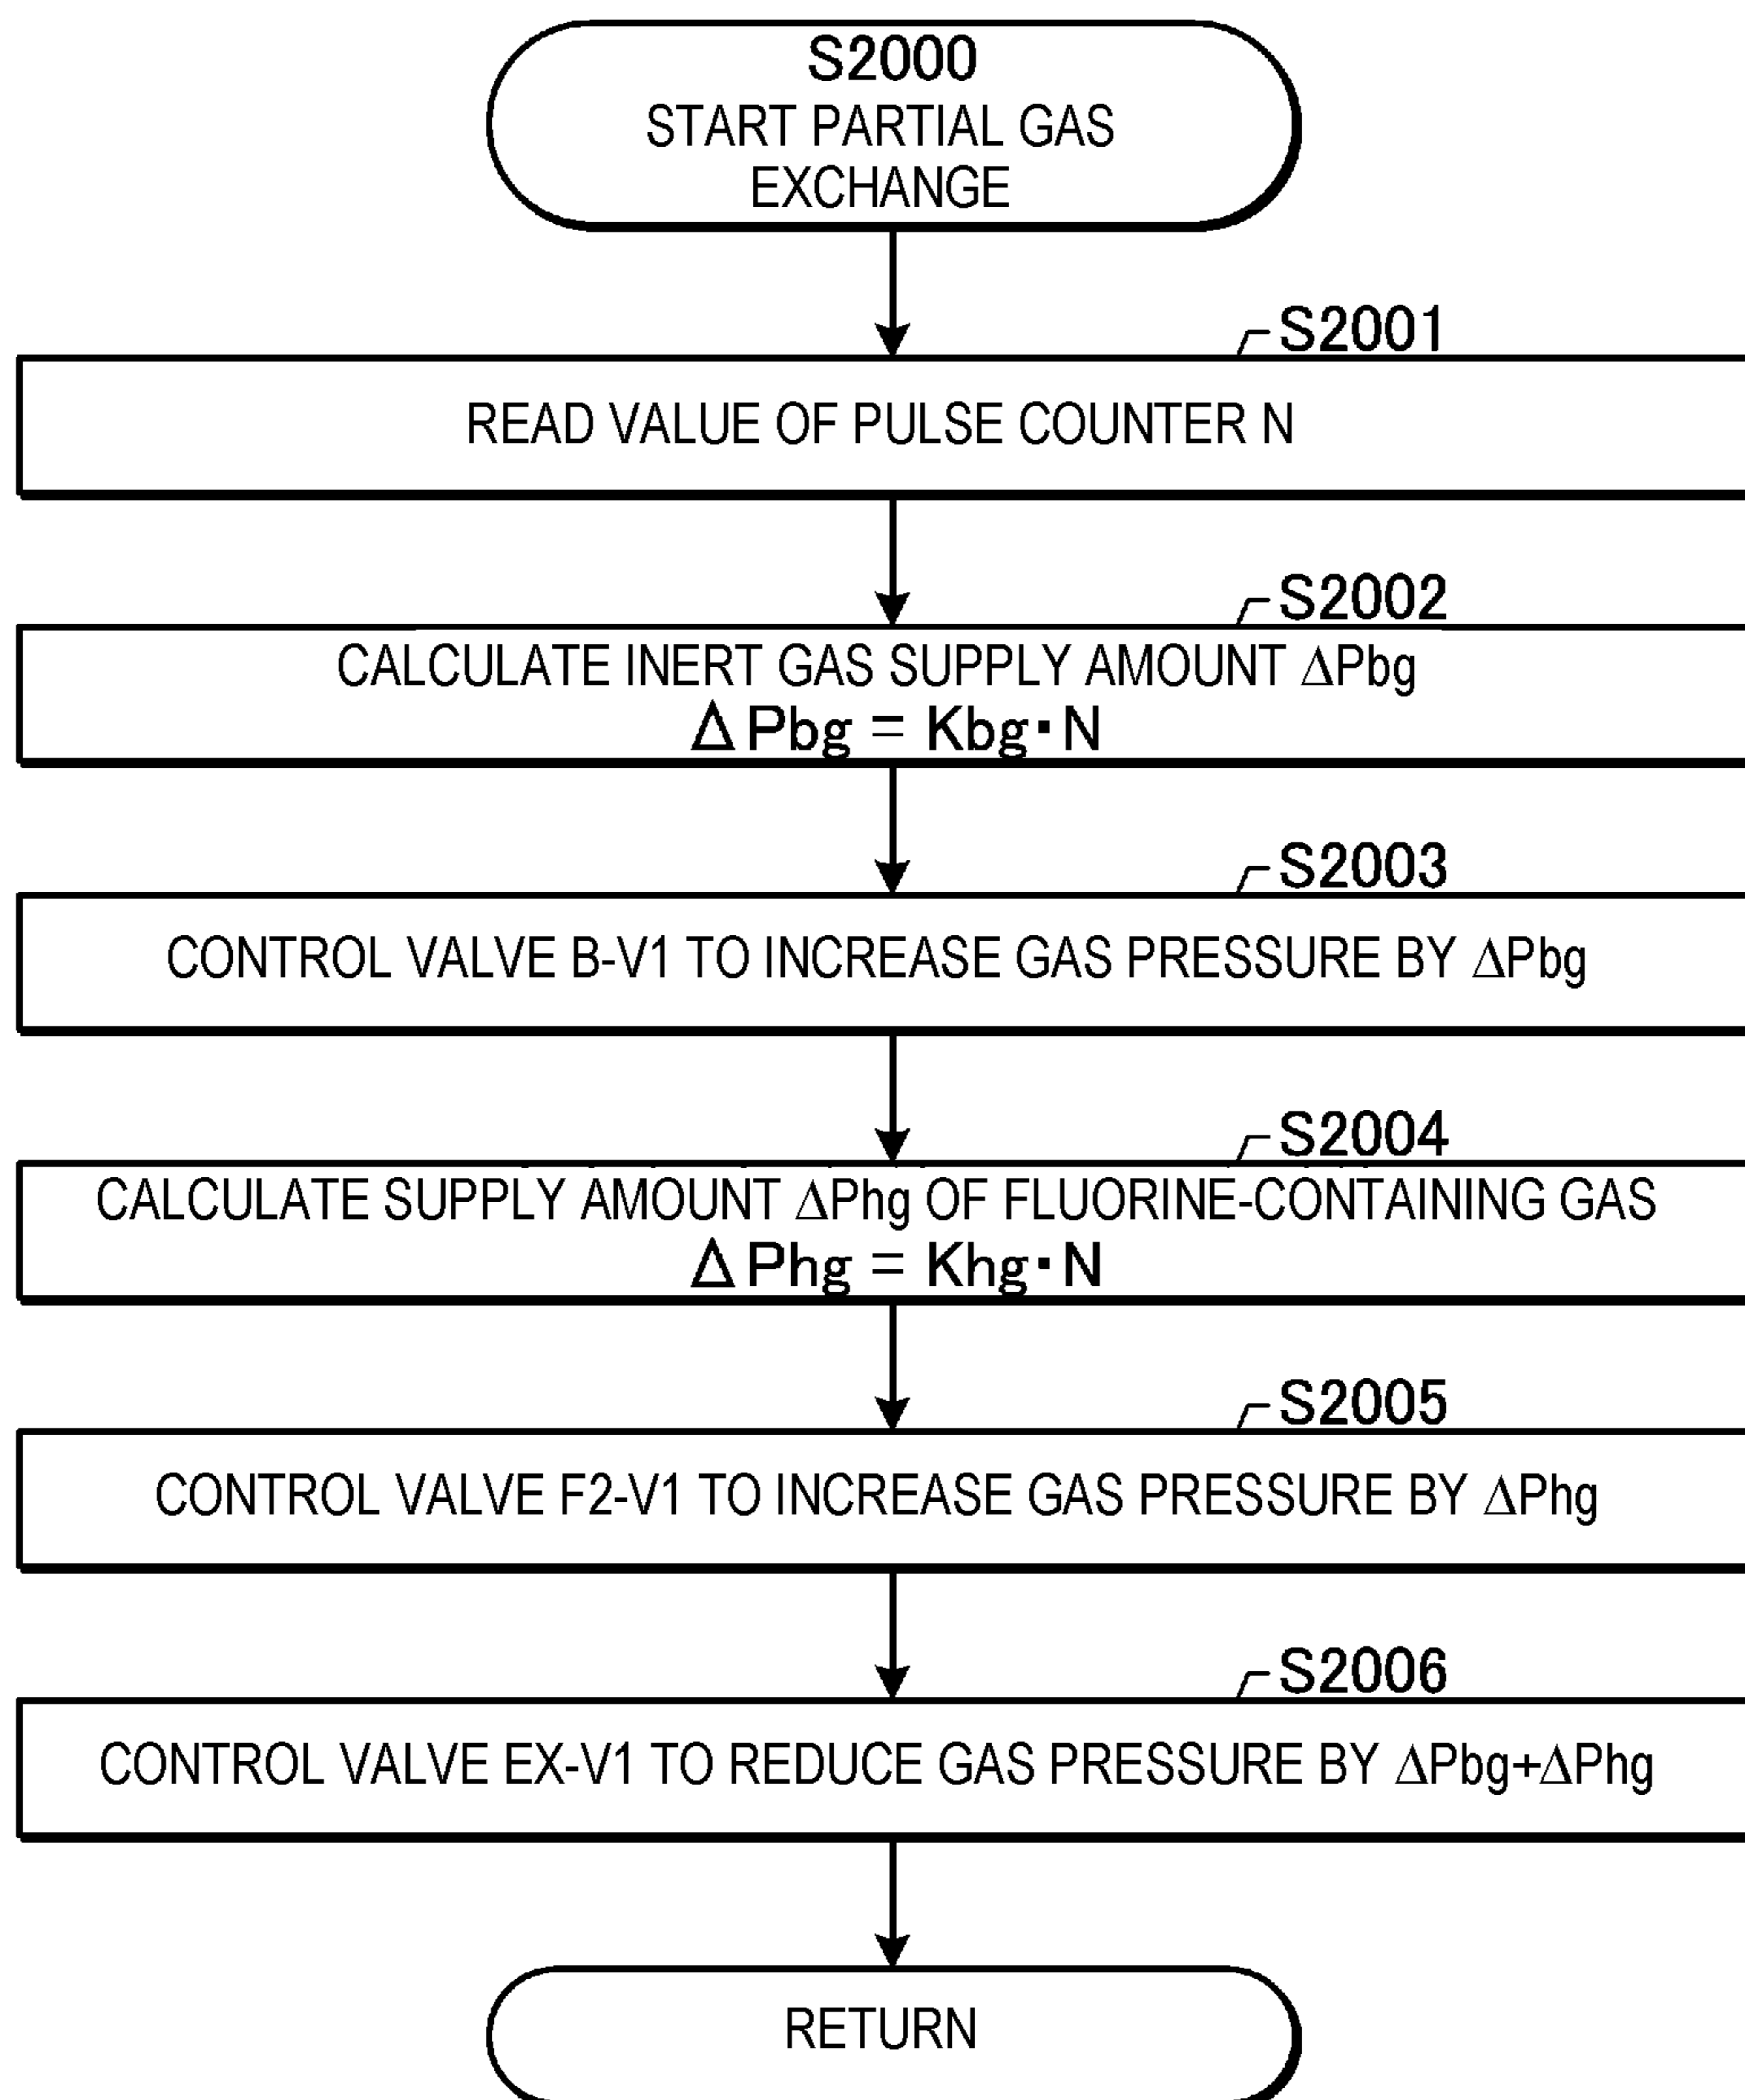 S2000
START PARTIAL GAS
EXCHANGE
S2001
READ VALUE OF PULSE COUNTER N
S2002
CALCULATE INERT GAS SUPPLY AMOUNT ΔPbg
ΔPbg = Kbg·N
S2003
CONTROL VALVE B-V1 TO INCREASE GAS PRESSURE BY ΔPbg
S2004
CALCULATE SUPPLY AMOUNT ΔPhg OF FLUORINE-CONTAINING GAS
ΔPhg = Khg·N
S2005
CONTROL VALVE F2-V1 TO INCREASE GAS PRESSURE BY ΔPhg
S2006
CONTROL VALVE EX-V1 TO REDUCE GAS PRESSURE BY ΔPbg+ΔPhg
RETURN